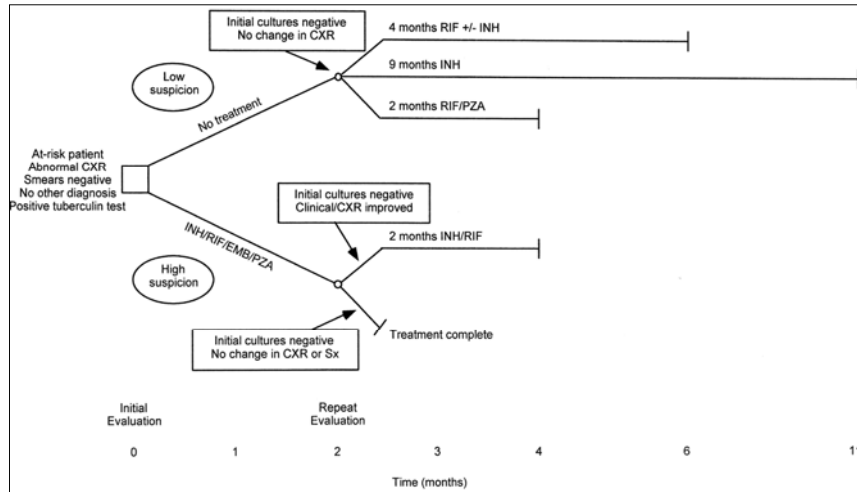 Initial cultures negative
No change in CXR
4 months RIF +/- INH
9 months INH
2 months RIF/PZA
Low
suspicion
No treatment
At-risk patient
Abnormal CXR
Smears negative
No other diagnosis
Positive tuberculin test
Initial cultures negative
Clinical/CXR improved
INH/RIF/EMB/PZA
2 months INH/RIF
High
suspicion
Initial cultures negative
No change in CXR or Sx
Treatment complete
Initial
Evaluation
Repeat
Evaluation
0 1 2 3 4 6 11
Time (months)